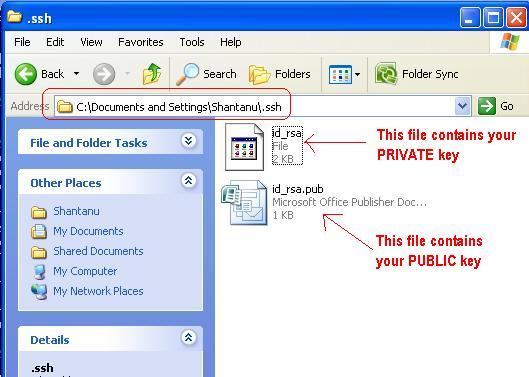 .ssh
File Edit View Favorites Tools Help
Back Search Folders Folder Sync
Address C:\Documents and Settings\Shantanu\.ssh Go
File and Folder Tasks
Other Places
Shantanu
My Documents
Shared Documents
My Computer
My Network Places
Details
.ssh
id_rsa
File
2 KB
This file contains your
PRIVATE key
id_rsa.pub
Microsoft Office Publisher Doc...
1 KB
This file contains
your PUBLIC key